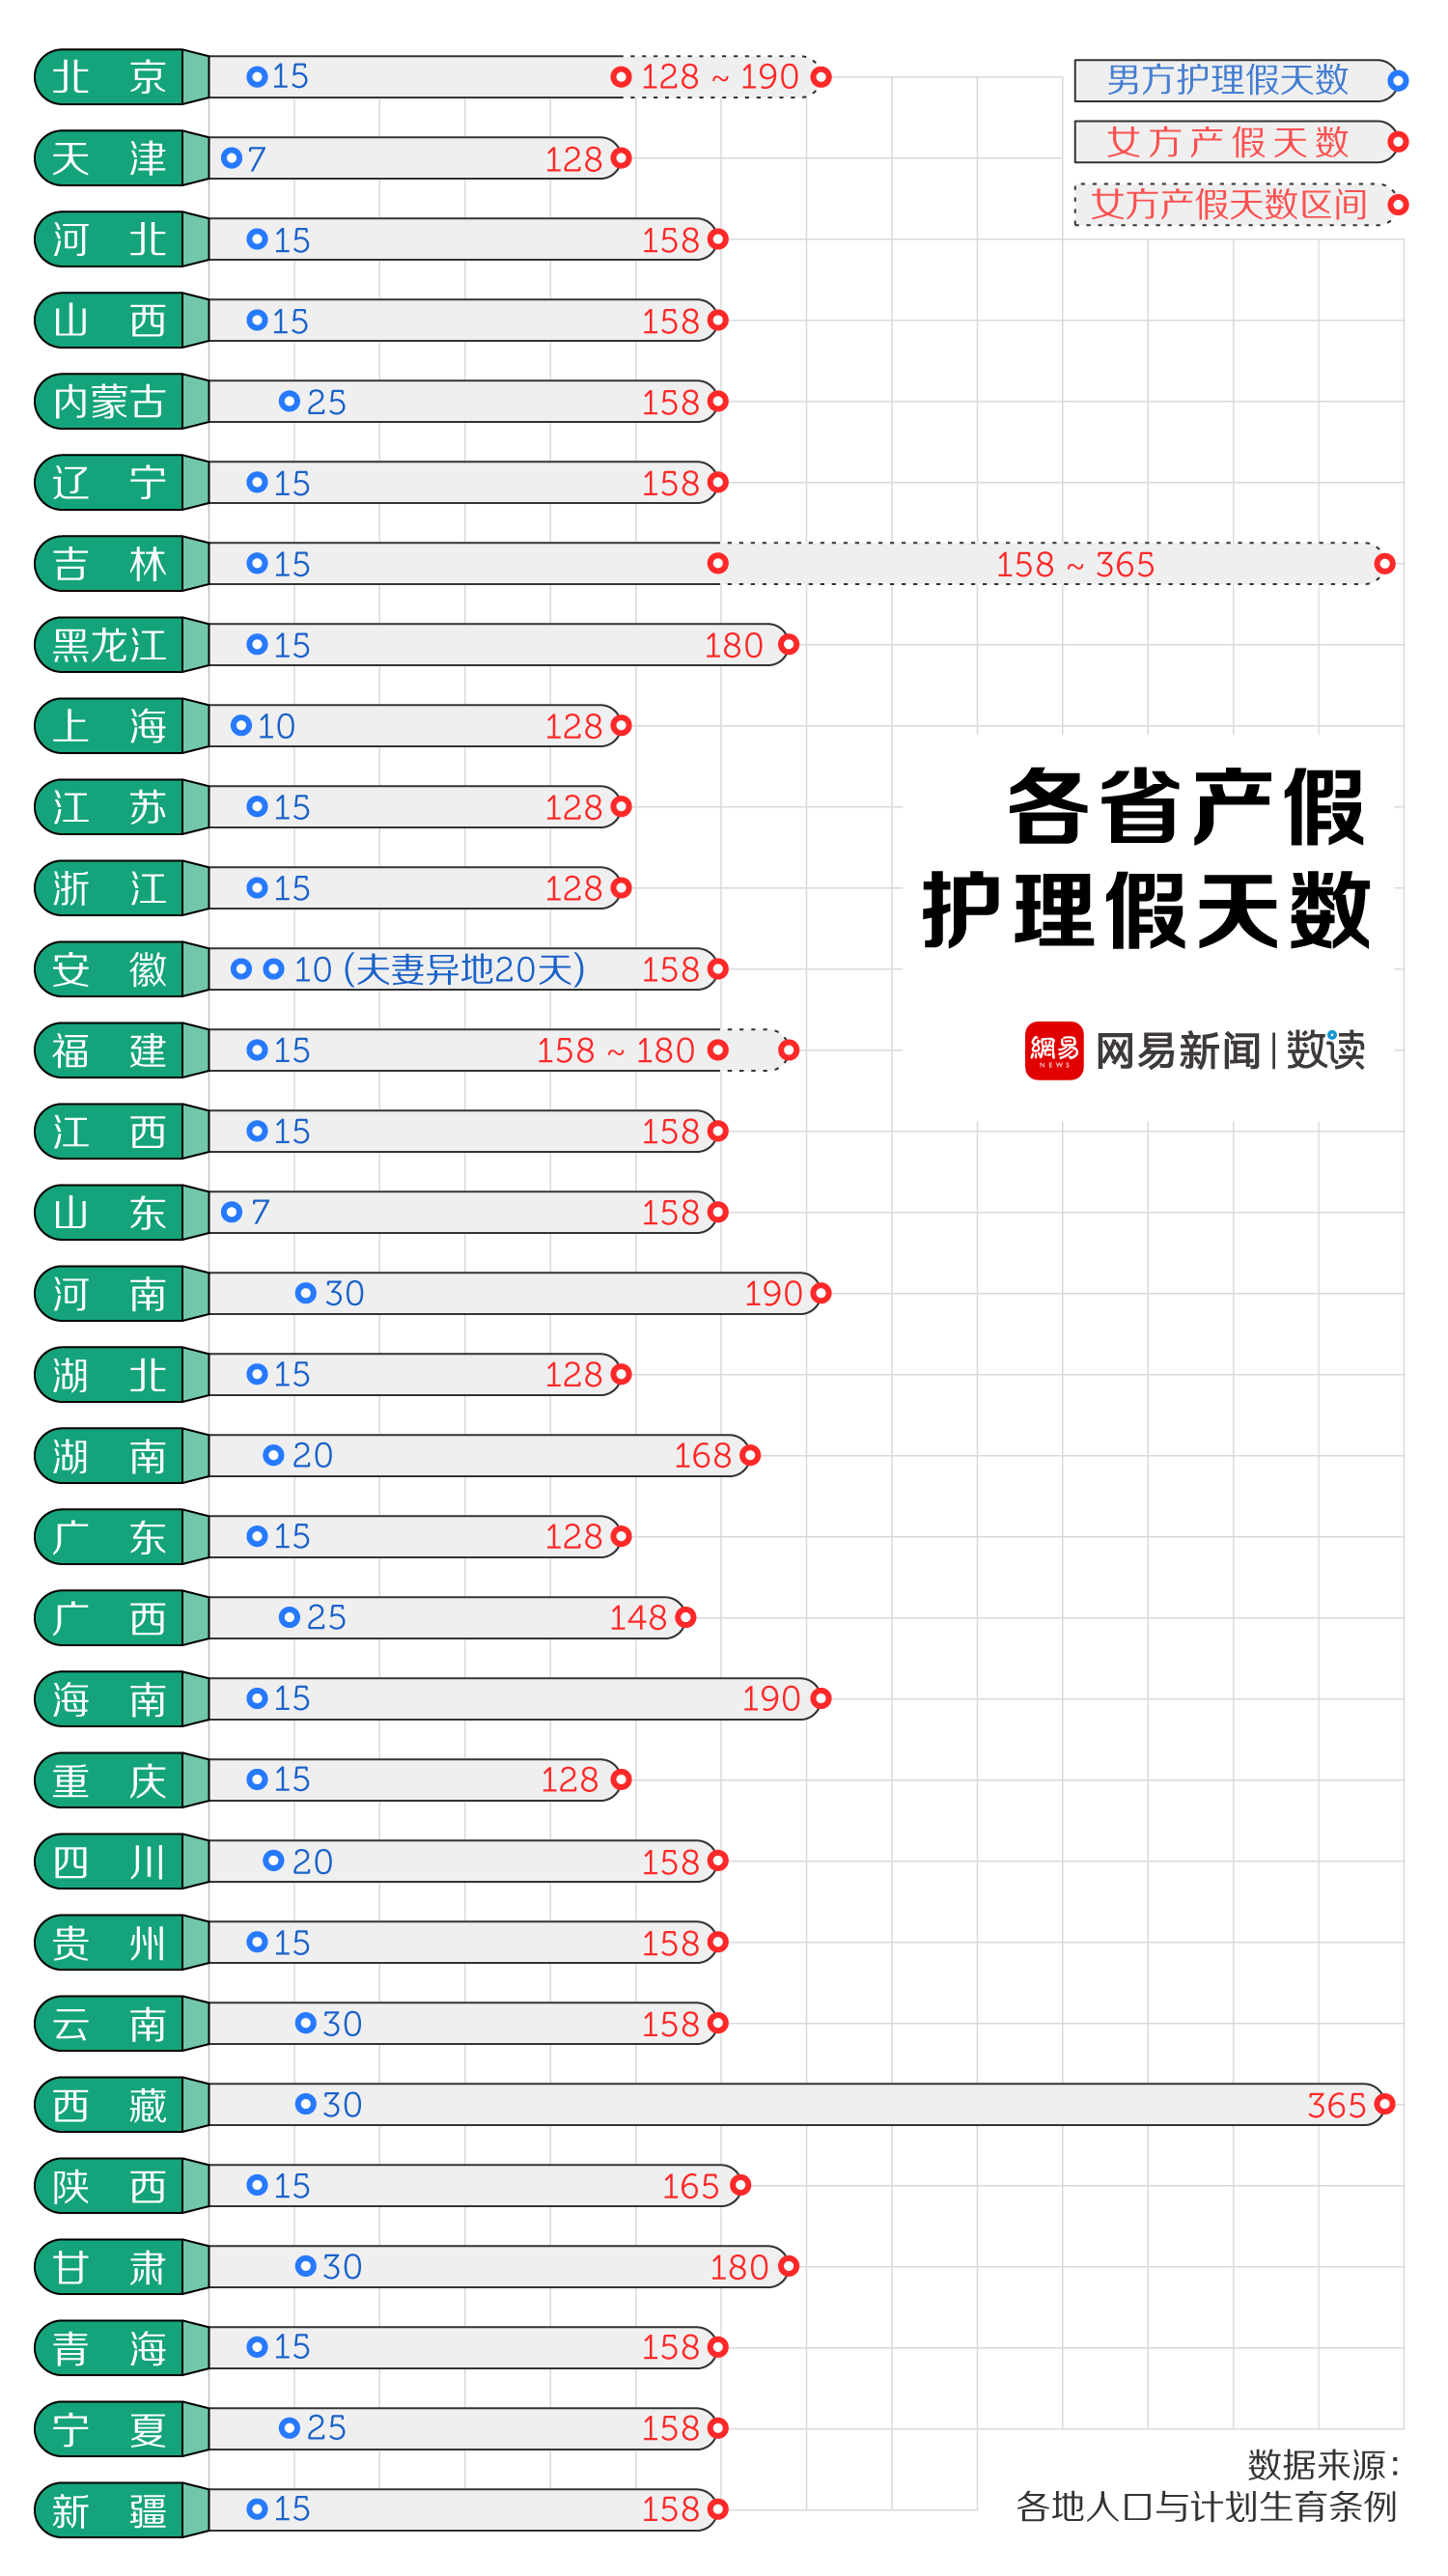 男方护理假天数
女方产假天数
女方产假天数区间
北京 15 128 ~ 190
天津 7 128
河北 15 158
山西 15 158
内蒙古 25 158
辽宁 15 158
吉林 15 158 ~ 365
黑龙江 15 180
上海 10 128
江苏 15 128
浙江 15 128
安徽 10 (夫妻异地20天) 158
福建 15 158 ~ 180
江西 15 158
山东 7 158
河南 30 190
湖北 15 128
湖南 20 168
广东 15 128
广西 25 148
海南 15 190
重庆 15 128
四川 20 158
贵州 15 158
云南 30 158
西藏 30 365
陕西 15 165
甘肃 30 180
青海 15 158
宁夏 25 158
新疆 15 158
各省产假
护理假天数
網易 NEWS 网易新闻 | 数读
数据来源：
各地人口与计划生育条例